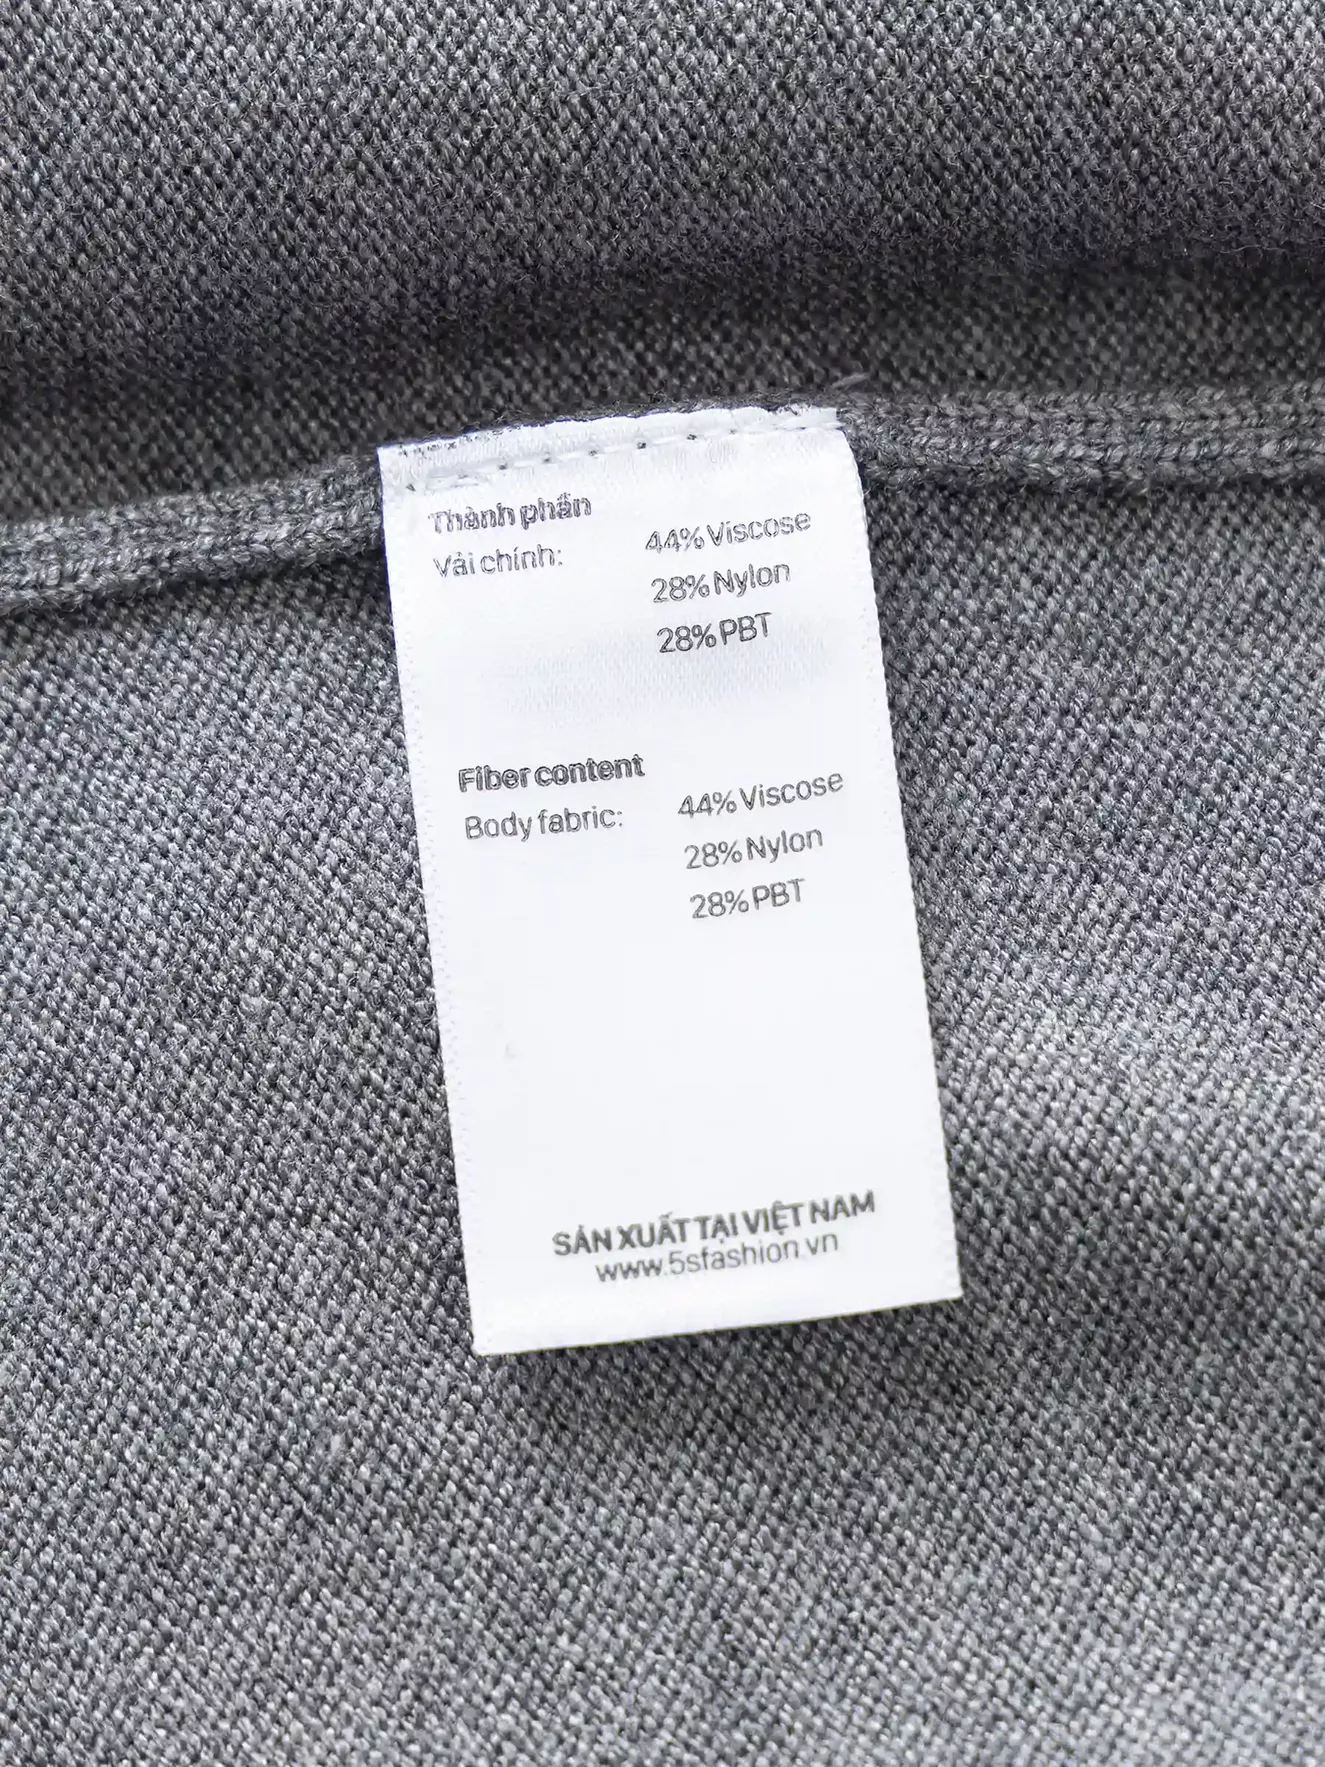 Thành phần
Vải chính: 44% Viscose
28% Nylon
28% PBT
Fiber content
Body fabric: 44% Viscose
28% Nylon
28% PBT
SẢN XUẤT TẠI VIỆT NAM
www.5sfashion.vn